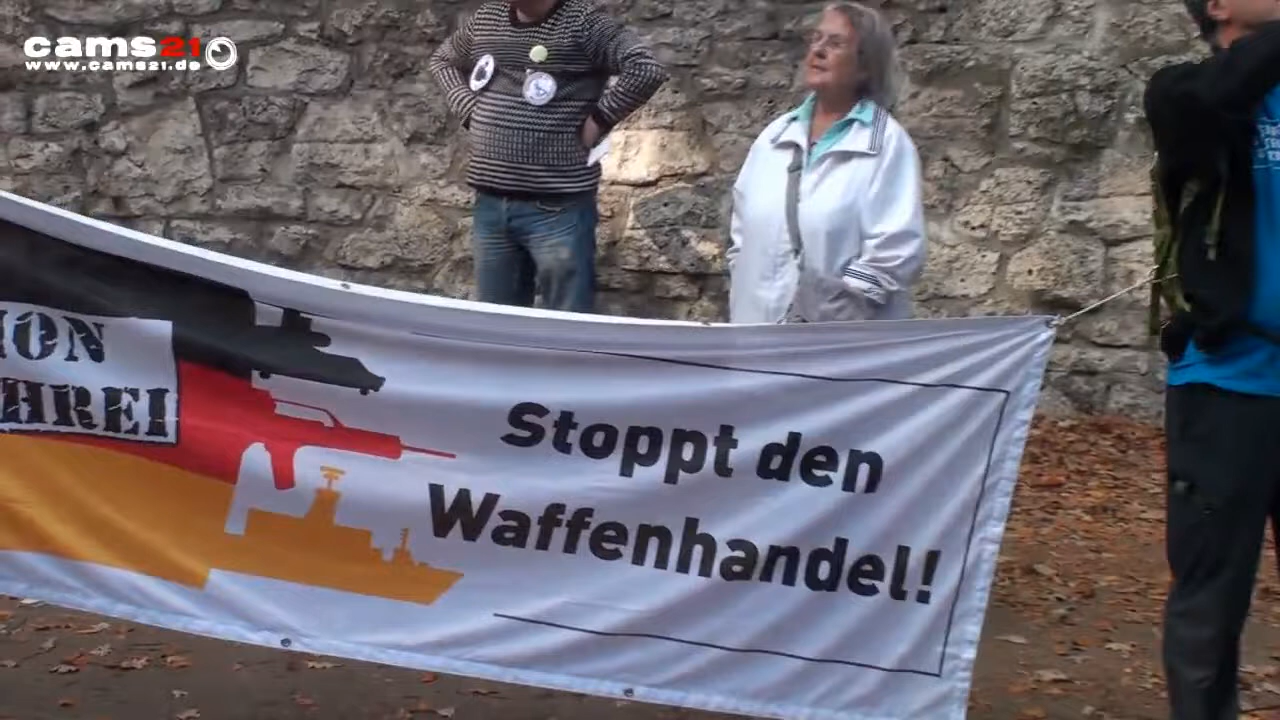 cams21
www.cams21.de
ION
HREI
Stoppt den
Waffenhandel!